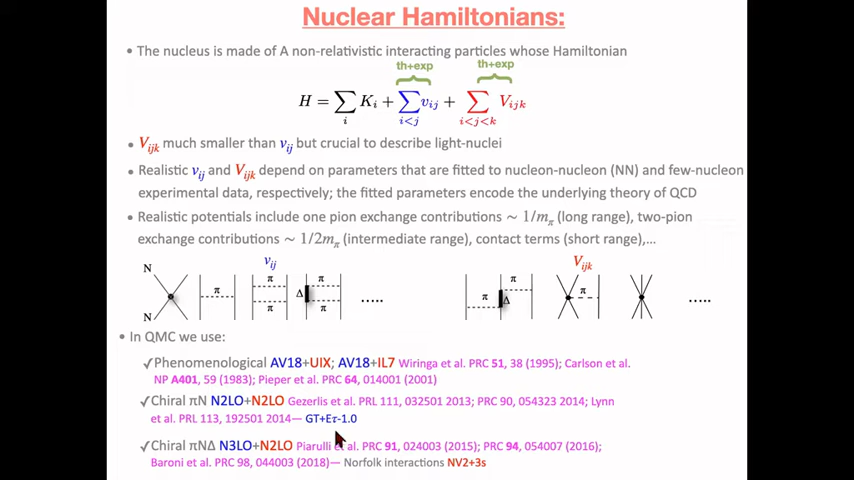 Nuclear Hamiltonians:
• The nucleus is made of A non-relativistic interacting particles whose Hamiltonian
th+exp th+exp
H = ∑ K_i + ∑ v_ij + ∑ V_ijk
i i<j i<j<k
• V_ijk much smaller than v_ij but crucial to describe light-nuclei
• Realistic v_ij and V_ijk depend on parameters that are fitted to nucleon-nucleon (NN) and few-nucleon
experimental data, respectively; the fitted parameters encode the underlying theory of QCD
• Realistic potentials include one pion exchange contributions ∼ 1/m_π (long range), two-pion
exchange contributions ∼ 1/2m_π (intermediate range), contact terms (short range),...
v_ij V_ijk
N π π π π π
π Δ π Δ
N π π ..... .....
• In QMC we use:
✓Phenomenological AV18+UIX; AV18+IL7 Wiringa et al. PRC 51, 38 (1995); Carlson et al.
NP A401, 59 (1983); Pieper et al. PRC 64, 014001 (2001)
✓Chiral πN N2LO+N2LO Gezerlis et al. PRL 111, 032501 2013; PRC 90, 054323 2014; Lynn
et al. PRL 113, 192501 2014— GT+Eτ-1.0
✓Chiral πNΔ N3LO+N2LO Piarulli et al. PRC 91, 024003 (2015); PRC 94, 054007 (2016);
Baroni et al. PRC 98, 044003 (2018)— Norfolk interactions NV2+3s